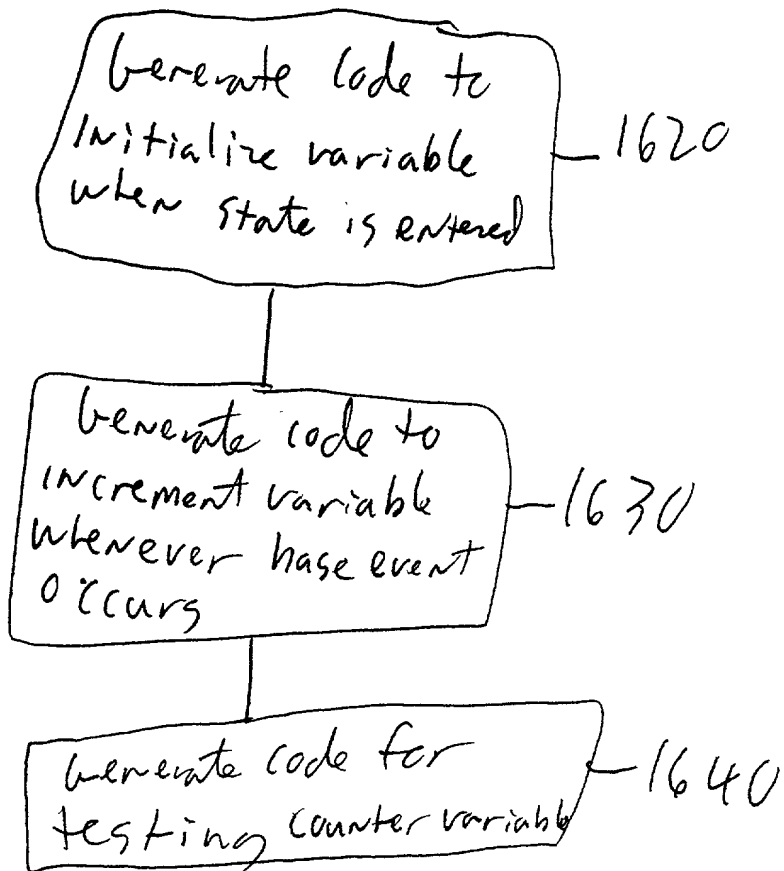 Generate code to
initialize variable
when state is entered
1620
Generate code to
increment variable
whenever base event
occurs
1630
Generate code for
testing counter variable
1640